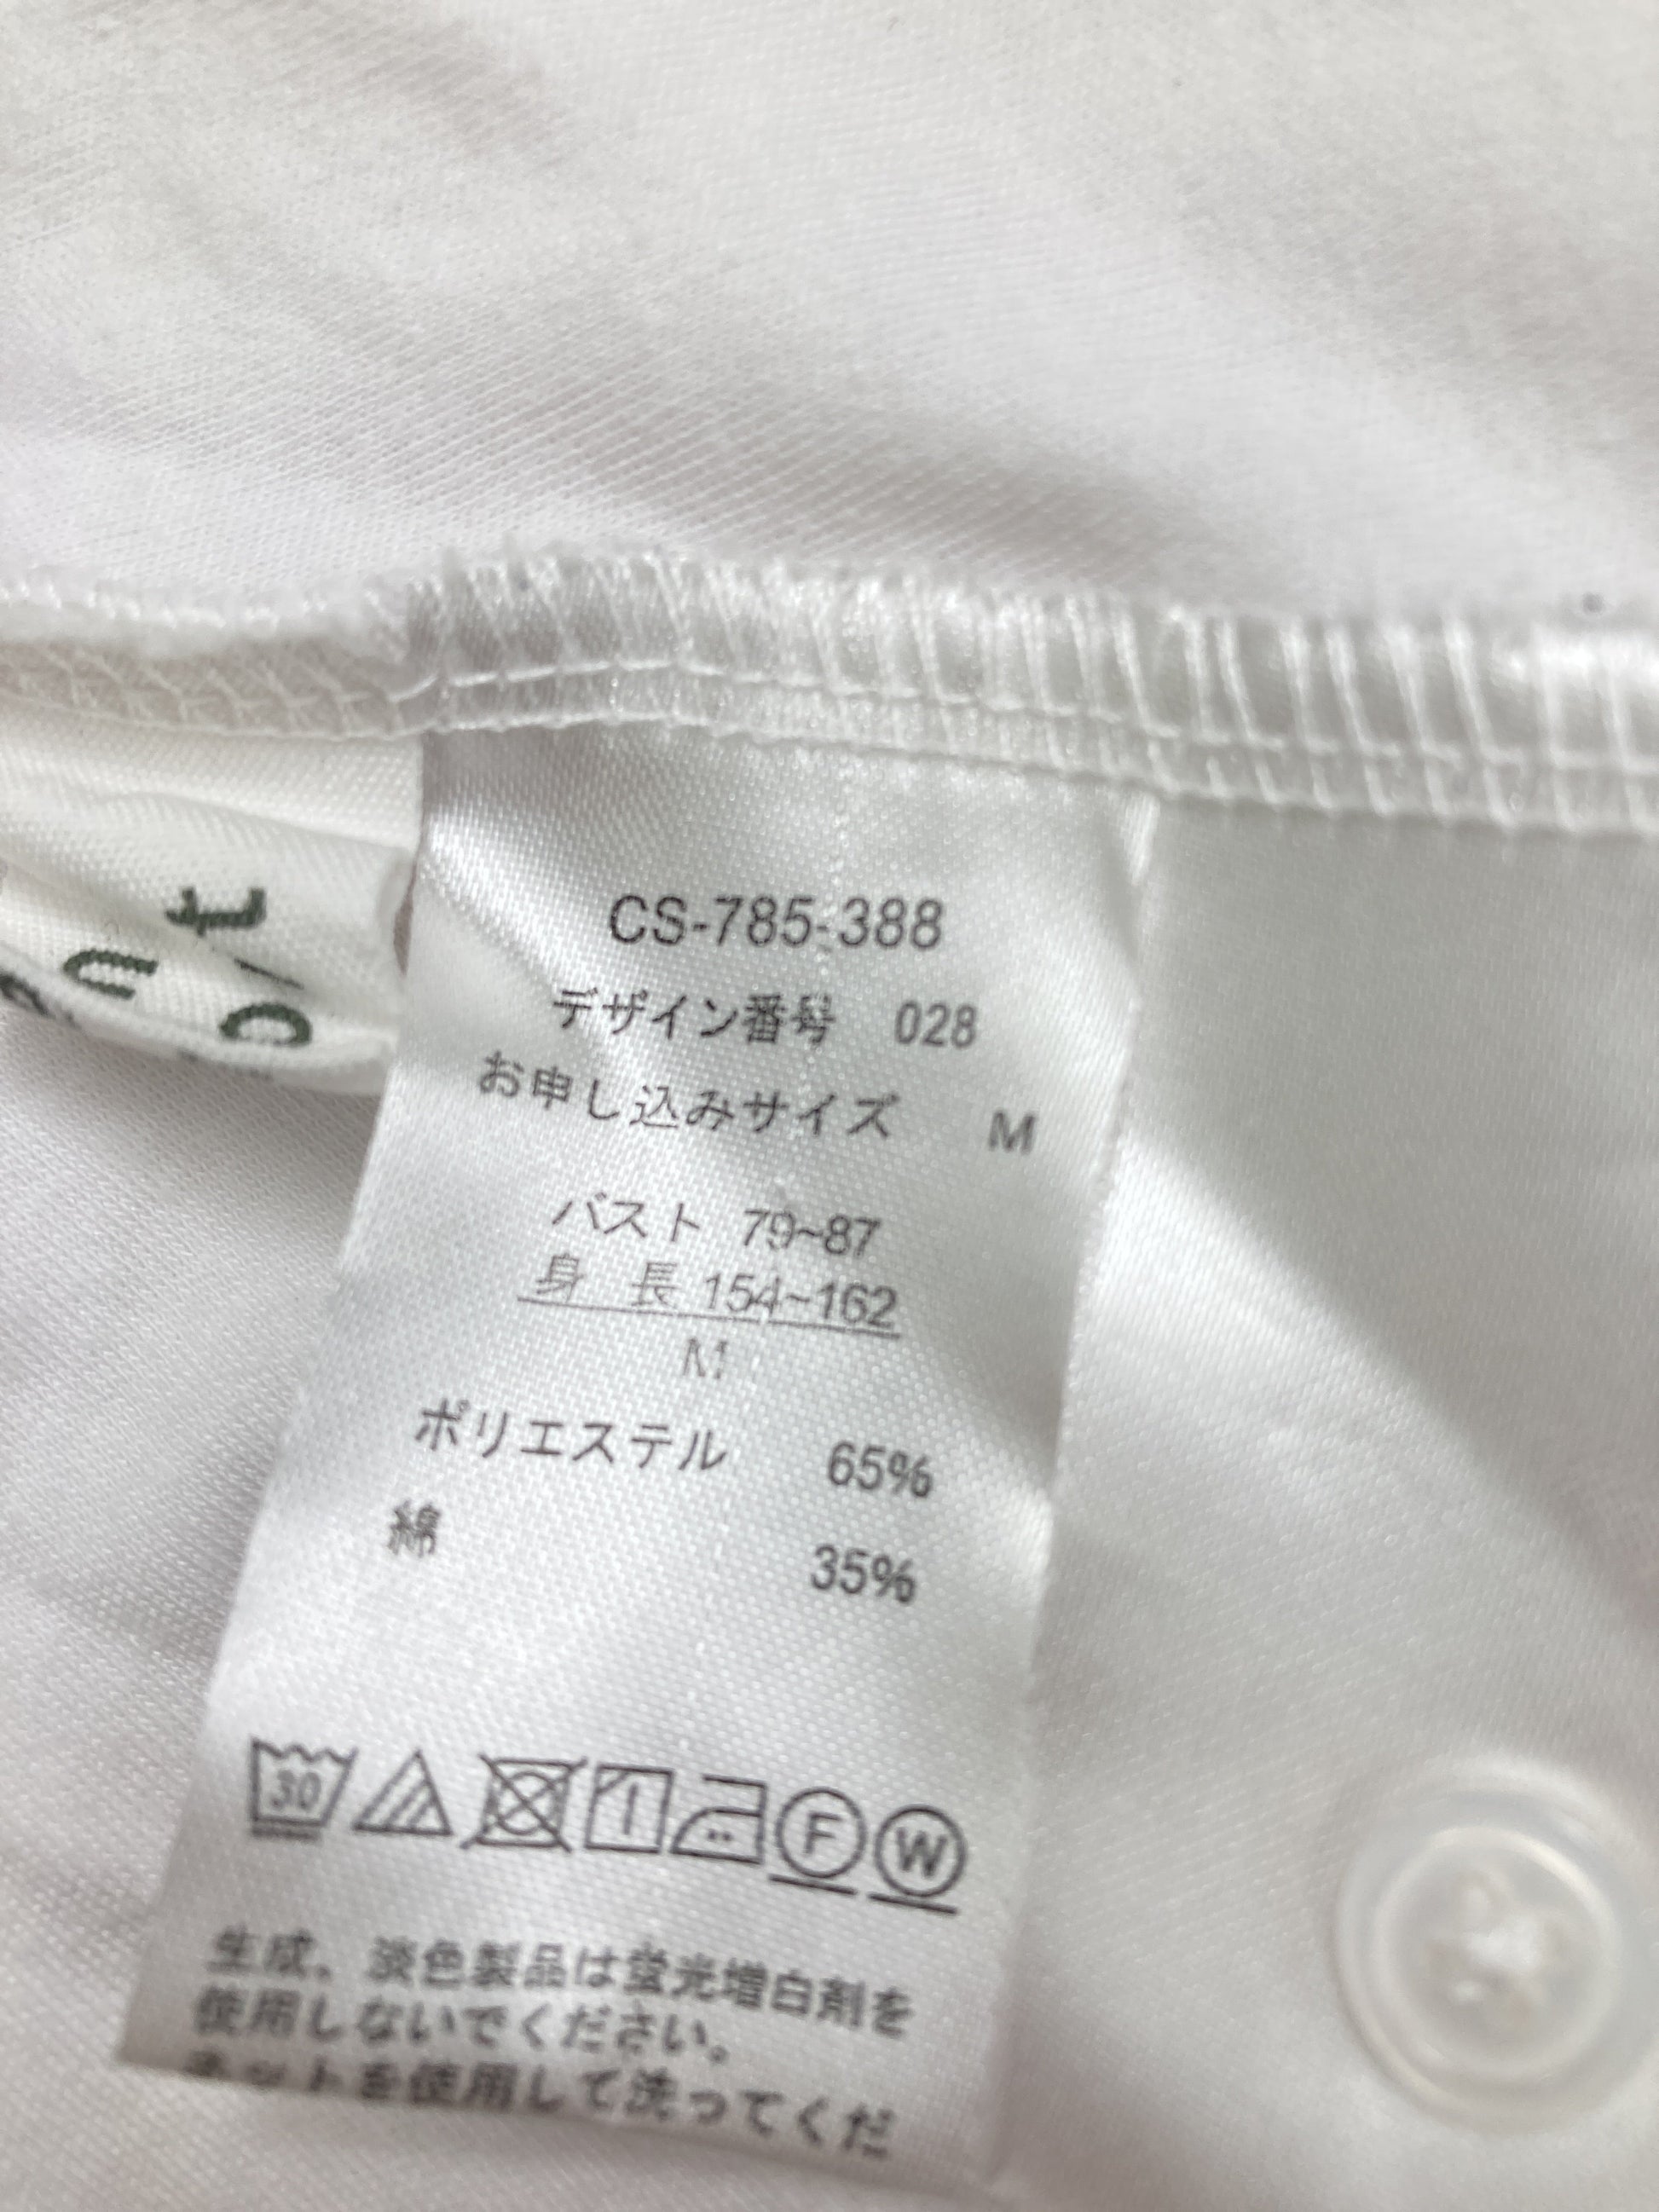 CS-785-388
デザイン番号 028
お申し込みサイズ M
バスト 79~87
身 長 154~162
M
ポリエステル 65%
綿 35%
30
F W
生成、淡色製品は蛍光増白剤を
使用しないでください。
ネットを使用して洗ってくだ
nt